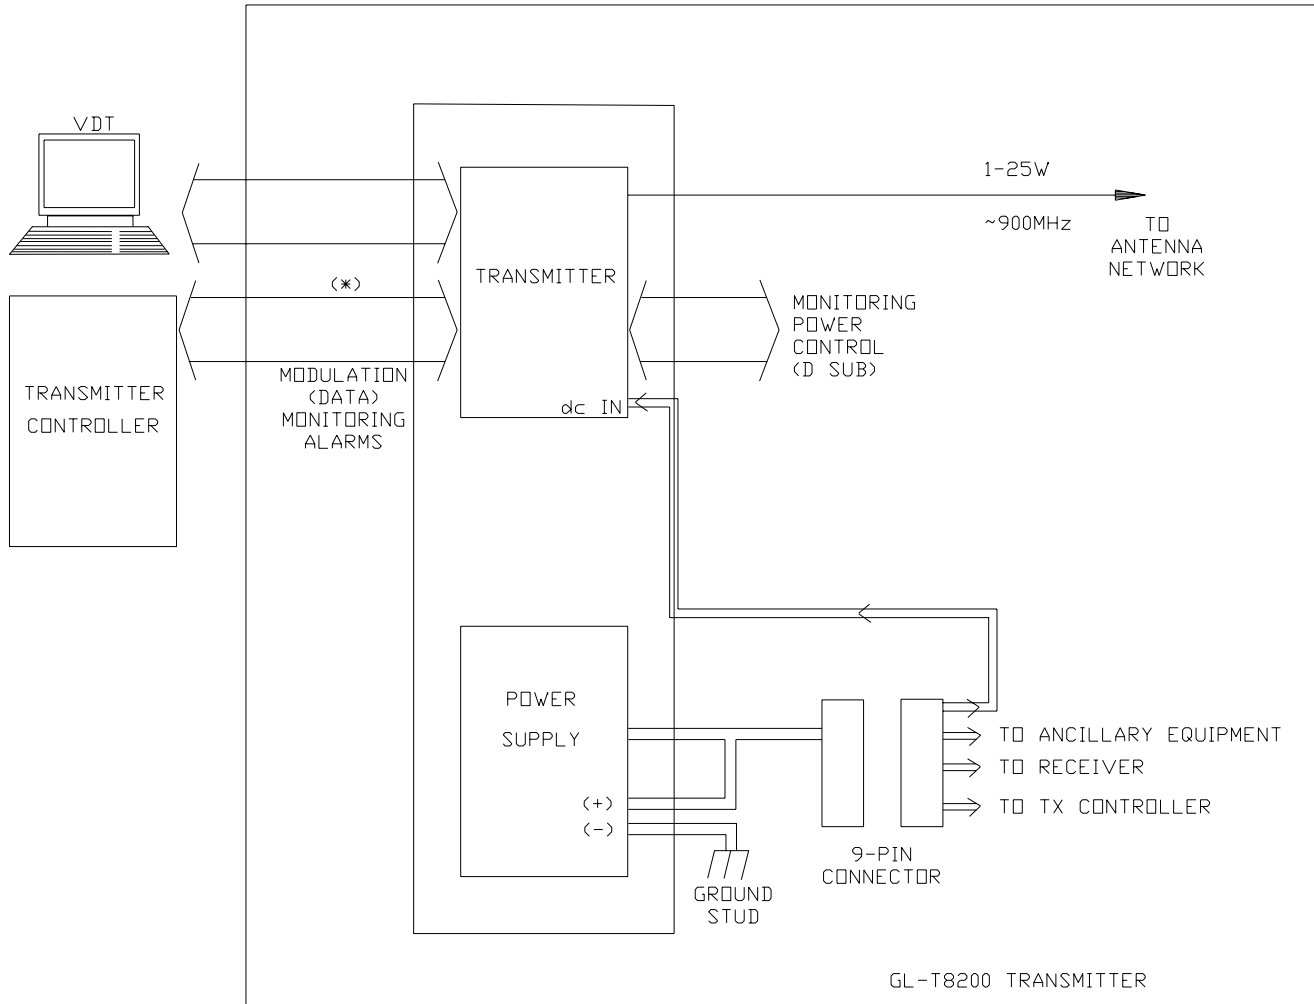 VDT
1-25W
~900MHz
TO
ANTENNA
NETWORK
TRANSMITTER
(*)
MONITORING
POWER
CONTROL
(D SUB)
TRANSMITTER
CONTROLLER
MODULATION
(DATA)
MONITORING
ALARMS
dc IN
POWER
SUPPLY
(+)
(-)
TO ANCILLARY EQUIPMENT
TO RECEIVER
TO TX CONTROLLER
9-PIN
CONNECTOR
GROUND
STUD
GL-T8200 TRANSMITTER